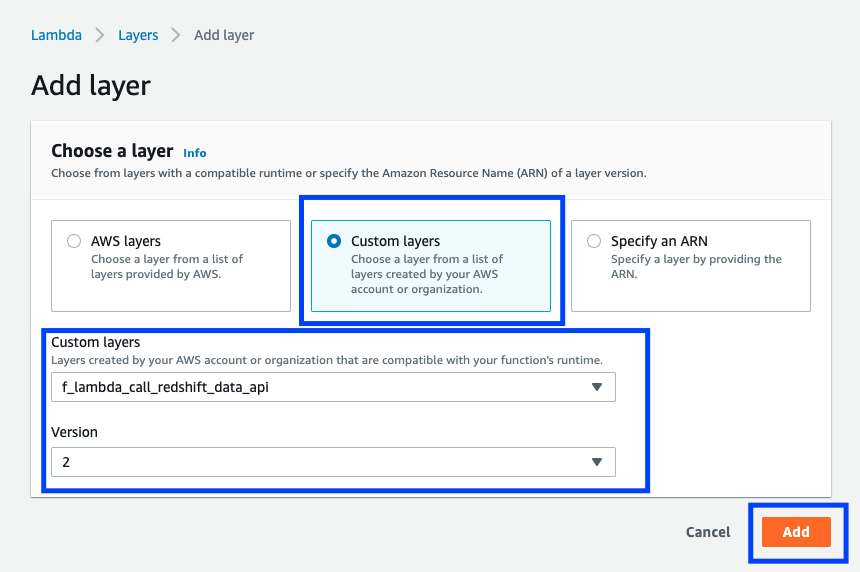 Lambda > Layers > Add layer
Add layer
Choose a layer Info
Choose from layers with a compatible runtime or specify the Amazon Resource Name (ARN) of a layer version.
AWS layers
Choose a layer from a list of
layers provided by AWS.
Custom layers
Choose a layer from a list of
layers created by your AWS
account or organization.
Specify an ARN
Specify a layer by providing the
ARN.
Custom layers
Layers created by your AWS account or organization that are compatible with your function's runtime.
f_lambda_call_redshift_data_api
Version
2
Cancel Add